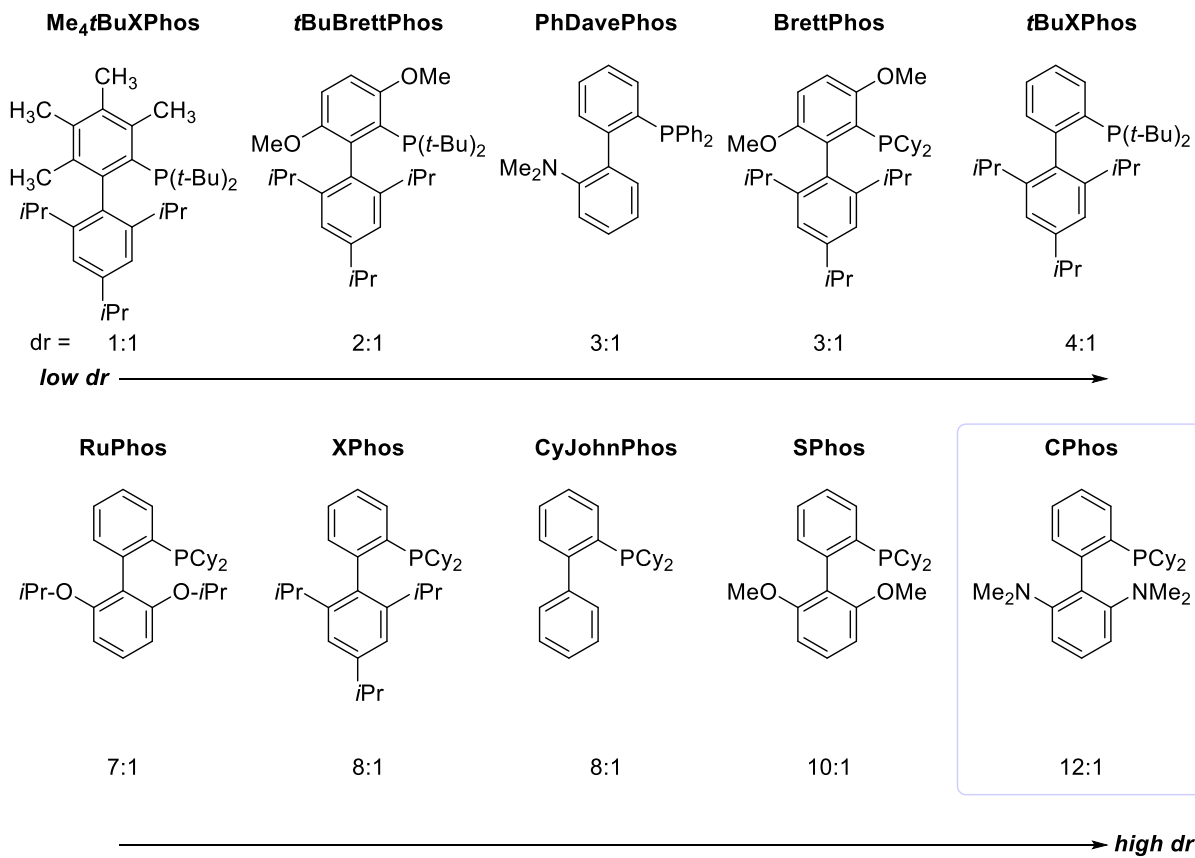 Me4tBuXPhos tBuBrettPhos PhDavePhos BrettPhos tBuXPhos
CH3 OMe OMe
H3C CH3
MeO P(t-Bu)2 PPh2 MeO PCy2 P(t-Bu)2
H3C P(t-Bu)2 iPr iPr Me2N iPr iPr iPr iPr
iPr iPr
iPr iPr iPr
iPr
dr = 1:1 2:1 3:1 3:1 4:1
low dr
RuPhos XPhos CyJohnPhos SPhos CPhos
PCy2 PCy2 PCy2 PCy2 PCy2
iPr-O O-iPr iPr iPr MeO OMe Me2N NMe2
iPr
7:1 8:1 8:1 10:1 12:1
high dr